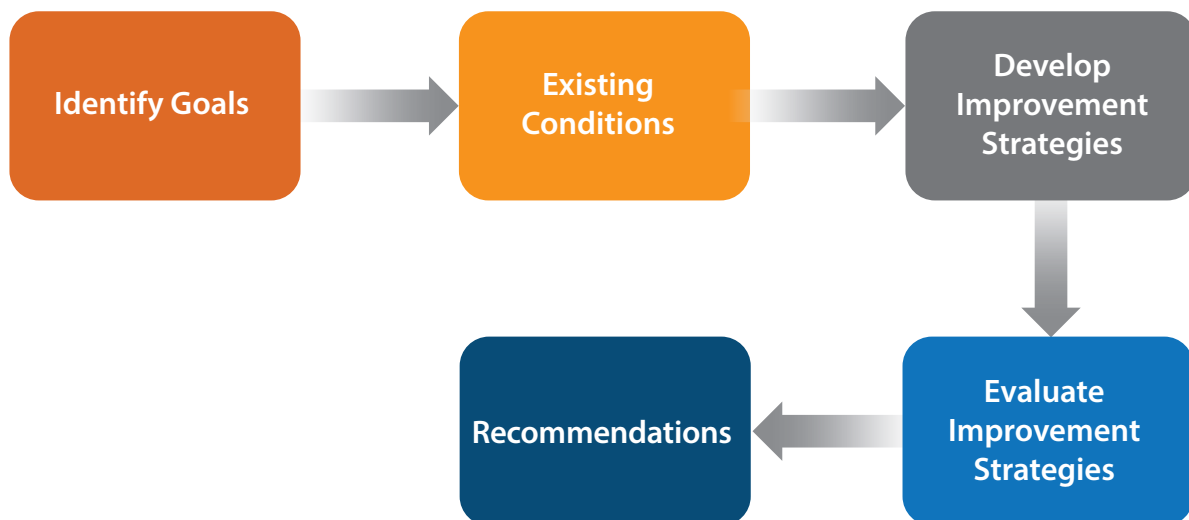 Identify Goals
Existing
Conditions
Develop
Improvement
Strategies
Evaluate
Improvement
Strategies
Recommendations